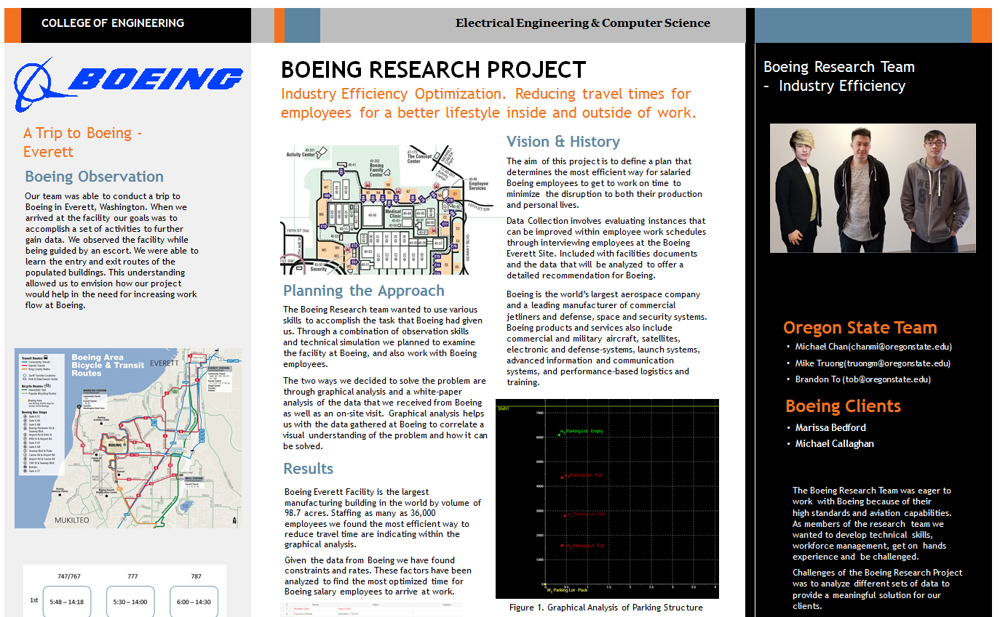 COLLEGE OF ENGINEERING
Electrical Engineering & Computer Science
BOEING
A Trip to Boeing -
Everett
Boeing Observation
Our team was able to conduct a trip to
Boeing in Everett, Washington. When we
arrived at the facility our goals was to
accomplish a set of activities to further
gain data. We observed the facility while
being guided by an escort. We were able to
learn the entry and exit routes of the
populated buildings. This understanding
allowed us to envision how our project
would help in the need for increasing work
flow at Boeing.
Boeing Area
Bicycle & Transit
Routes
EVERETT
Transit Routes
Bicycle Routes
Boeing Bus Stops
BOEING
MUKILTEO
747/767
777
787
1st
5:48 – 14:18
5:30 – 14:00
6:00 – 14:30
BOEING RESEARCH PROJECT
Industry Efficiency Optimization. Reducing travel times for
employees for a better lifestyle inside and outside of work.
40-201
Activity Center
40-41
40-202
Boeing
Family
Center
The Concept
Center
40-88
Employee
Services
75TH ST SW
Medical
Clinic
78TH ST SW
SEAWAY BLVD
Security
Planning the Approach
The Boeing Research team wanted to use various
skills to accomplish the task that Boeing had given
us. Through a combination of observation skills
and technical simulation we planned to examine
the facility at Boeing, and also work with Boeing
employees.
The two ways we decided to solve the problem are
through graphical analysis and a white-paper
analysis of the data that we received from Boeing
as well as an on-site visit. Graphical analysis helps
us with the data gathered at Boeing to correlate a
visual understanding of the problem and how it can
be solved.
Results
Boeing Everett Facility is the largest
manufacturing building in the world by volume of
98.7 acres. Staffing as many as 36,000
employees we found the most efficient way to
reduce travel time are indicating within the
graphical analysis.
Given the data from Boeing we have found
constraints and rates. These factors have been
analyzed to find the most optimized time for
Boeing salary employees to arrive at work.
Name
Value
Caption
Vision & History
The aim of this project is to define a plan that
determines the most efficient way for salaried
Boeing employees to get to work on time to
minimize the disruption to both their production
and personal lives.
Data Collection involves evaluating instances that
can be improved within employee work schedules
through interviewing employees at the Boeing
Everett Site. Included with facilities documents
and the data that will be analyzed to offer a
detailed recommendation for Boeing.
Boeing is the world's largest aerospace company
and a leading manufacturer of commercial
jetliners and defense, space and security systems.
Boeing products and services also include
commercial and military aircraft, satellites,
electronic and defense-systems, launch systems,
advanced information and communication
systems, and performance-based logistics and
training.
Shift1
7000
6000
5000
4000
3000
2000
1000
0
Parking Lot - Empty
Parking Lot - Full
Parking Lot - Full
Parking Lot - Full
0 0.5 1 1.5 2 2.5 3 3.5 4
Parking Lot - Pack
Figure 1. Graphical Analysis of Parking Structure
Boeing Research Team
– Industry Efficiency
Oregon State Team
• Michael Chan(chanmi@oregonstate.edu)
• Mike Truong(truongm@oregonstate.edu)
• Brandon To (tob@oregonstate.edu)
Boeing Clients
• Marissa Bedford
• Michael Callaghan
The Boeing Research Team was eager to
work with Boeing because of their
high standards and aviation capabilities.
As members of the research team we
wanted to develop technical skills,
workforce management, get on hands
experience and be challenged.
Challenges of the Boeing Research Project
was to analyze different sets of data to
provide a meaningful solution for our
clients.